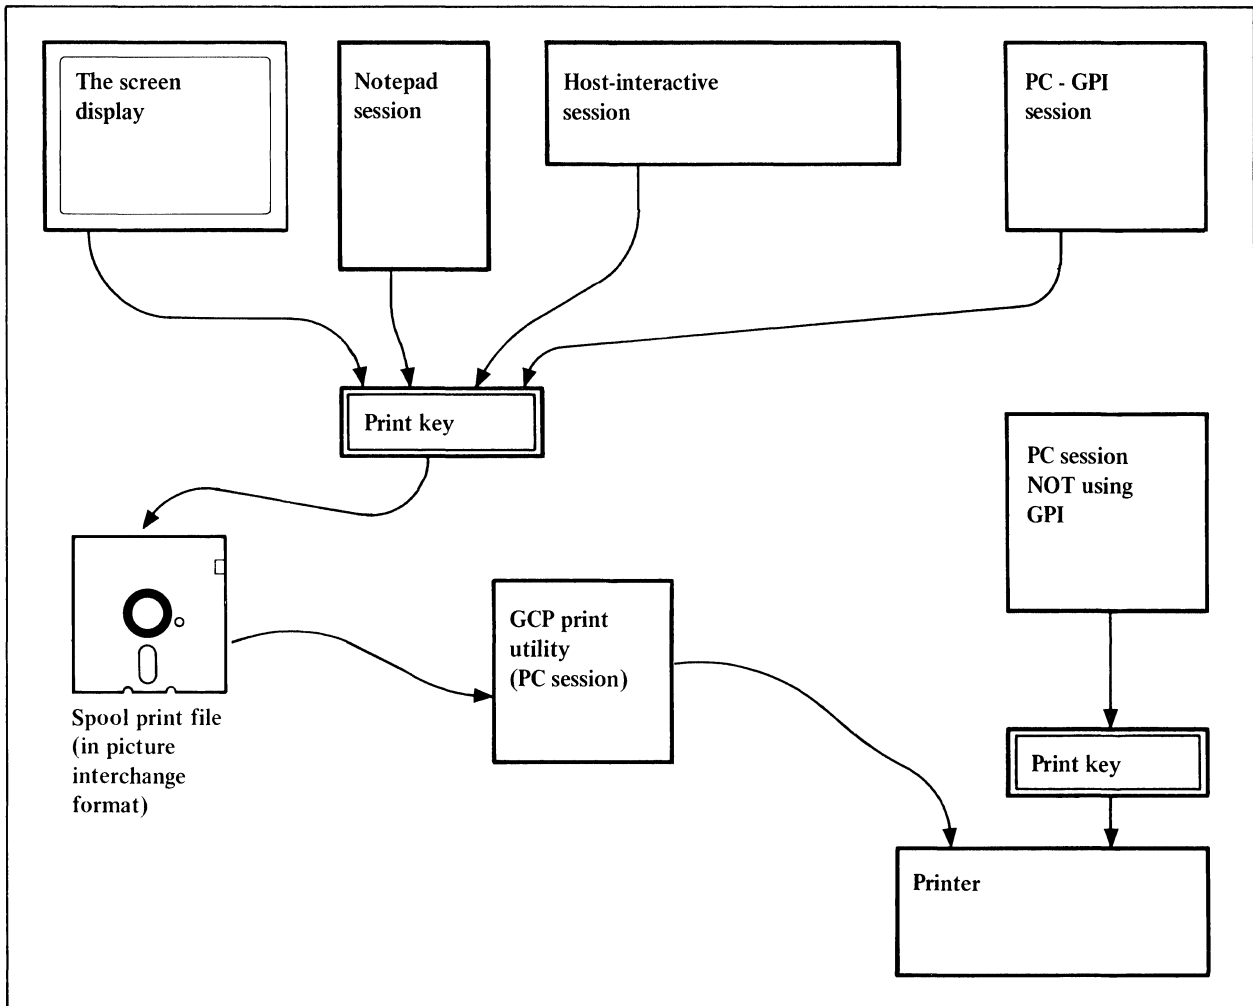 The screen
display
Notepad
session
Host-interactive
session
PC - GPI
session
Print key
PC session
NOT using
GPI
GCP print
utility
(PC session)
Spool print file
(in picture
interchange
format)
Print key
Printer